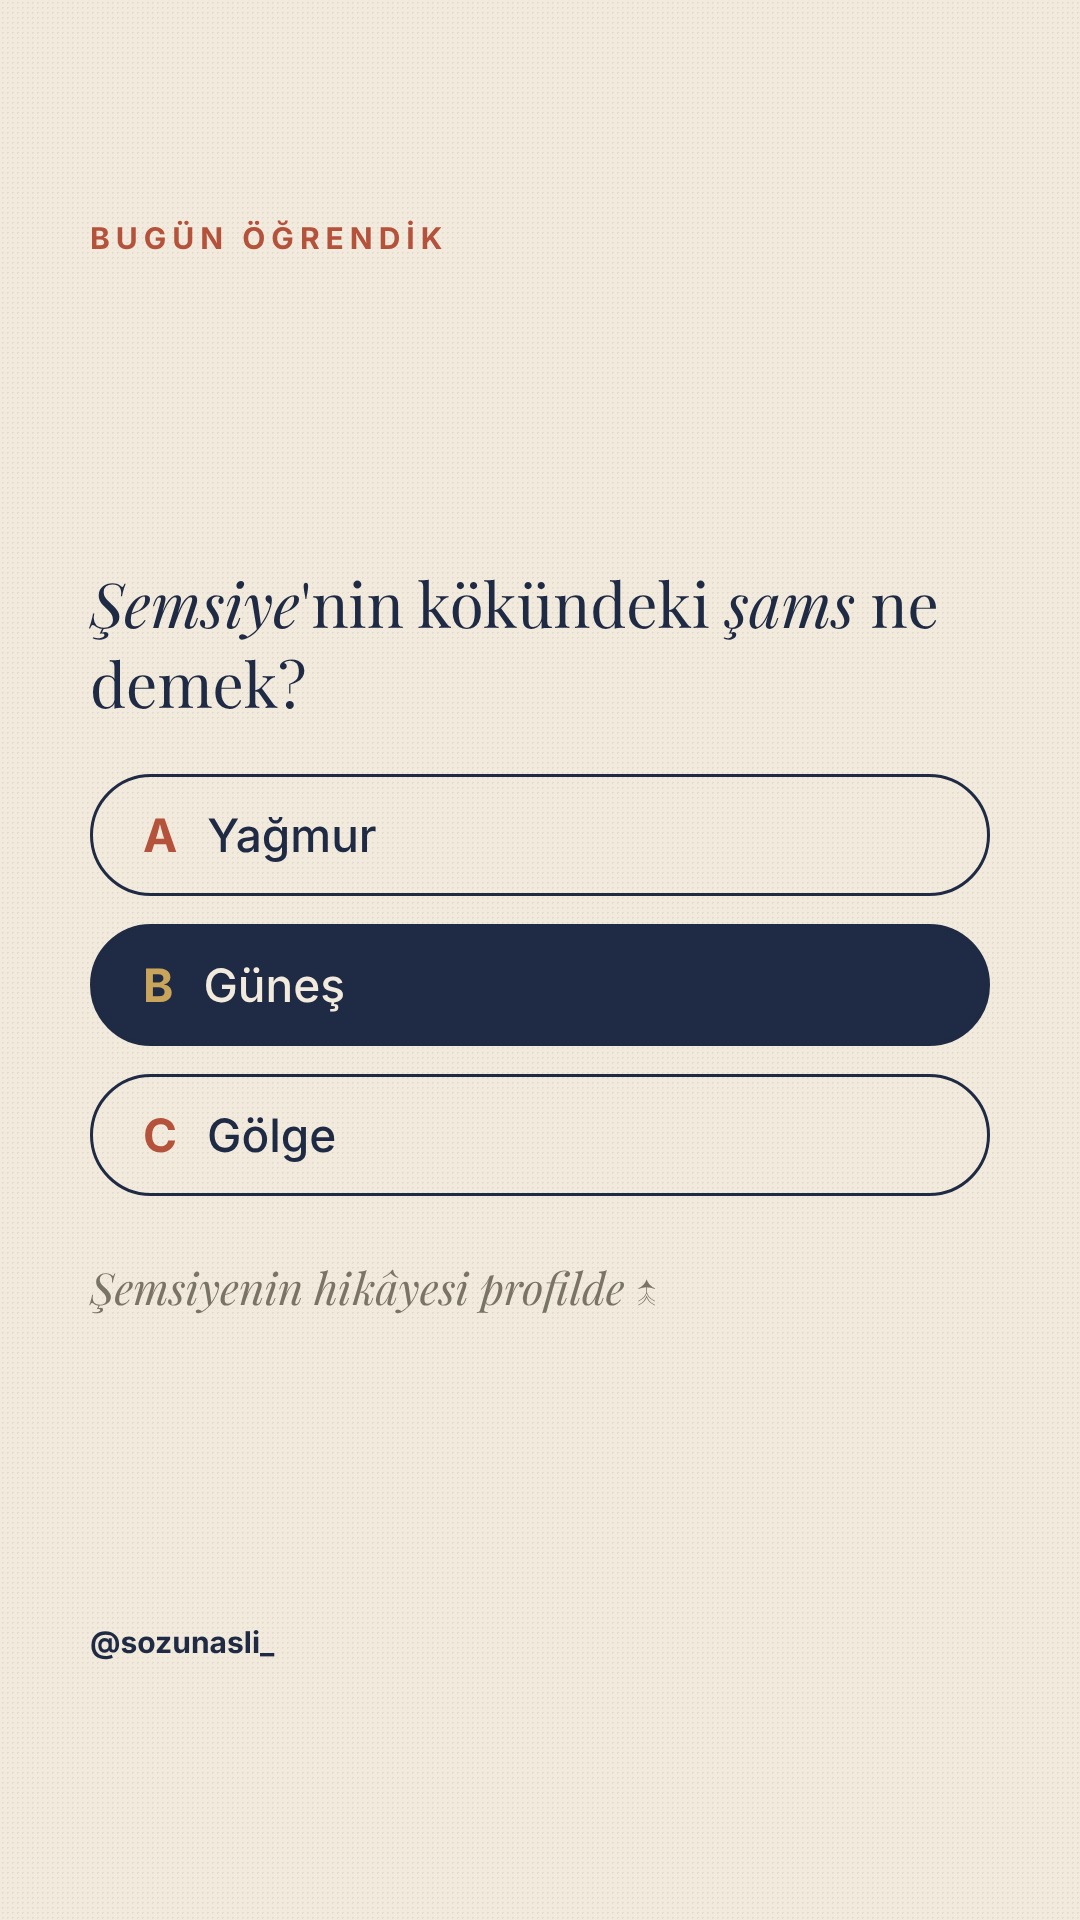 BUGÜN ÖĞRENDİK
Şemsiye'nin kökündeki şams ne
demek?
A Yağmur
B Güneş
C Gölge
Şemsiyenin hikâyesi profilde
@sozunasli_